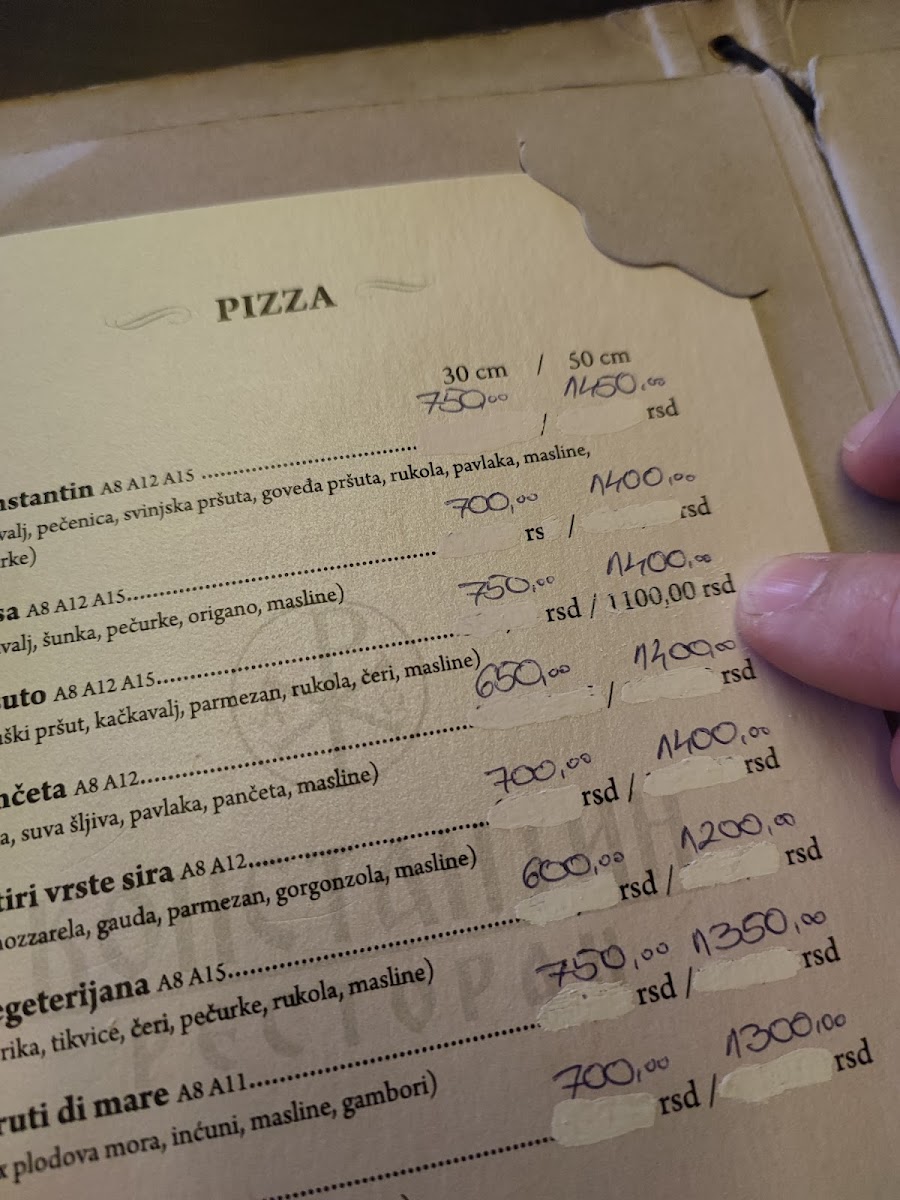 PIZZA
30 cm / 50 cm
750,00 1450,00
nstantin A8 A12 A15 / rsd
valj, pečenica, svinjska pršuta, goveđa pršuta, rukola, pavlaka, masline,
rke)
700,00 1400,00
sa A8 A12 A15 rs / rsd
valj, šunka, pečurke, origano, masline)
750,00 1400,00
uto A8 A12 A15 rsd / 1100,00 rsd
ški pršut, kačkavalj, parmezan, rukola, čeri, masline)
650,00 1400,00
nčeta A8 A12 / rsd
a, suva šljiva, pavlaka, pančeta, masline)
700,00 1400,00
tiri vrste sira A8 A12 rsd / rsd
mozzarela, gauda, parmezan, gorgonzola, masline)
600,00 1200,00
egeterijana A8 A15 rsd / rsd
rika, tikvice, čeri, pečurke, rukola, masline)
750,00 1350,00
ruti di mare A8 A11 rsd / rsd
x plodova mora, inćuni, masline, gambori)
700,00 1300,00
rsd / rsd